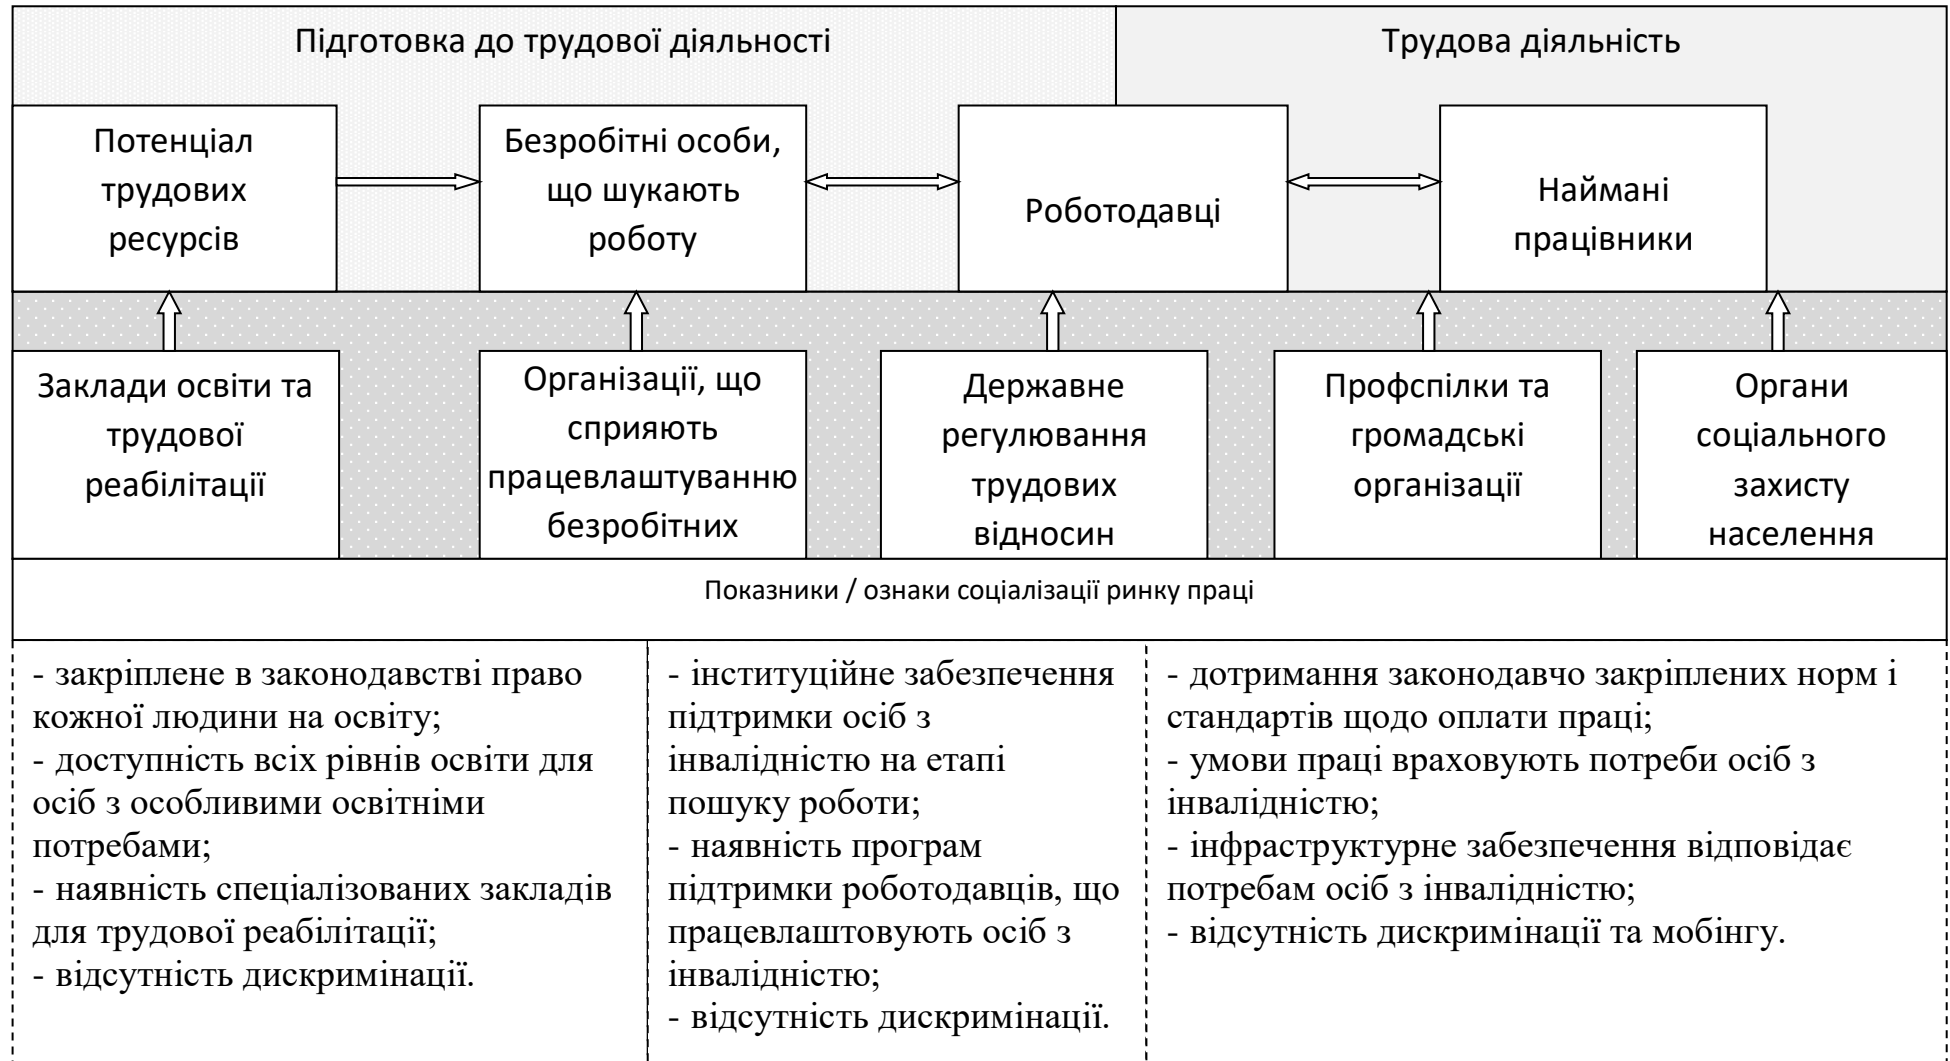 Підготовка до трудової діяльності
Трудова діяльність
Потенціал
трудових
ресурсів
Безробітні особи,
що шукають
роботу
Роботодавці
Наймані
працівники
Заклади освіти та
трудової
реабілітації
Організації, що
сприяють
працевлаштуванню
безробітних
Державне
регулювання
трудових
відносин
Профспілки та
громадські
організації
Органи
соціального
захисту
населення
Показники / ознаки соціалізації ринку праці
- закріплене в законодавстві право
кожної людини на освіту;
- доступність всіх рівнів освіти для
осіб з особливими освітніми
потребами;
- наявність спеціалізованих закладів
для трудової реабілітації;
- відсутність дискримінації.
- інституційне забезпечення
підтримки осіб з
інвалідністю на етапі
пошуку роботи;
- наявність програм
підтримки роботодавців, що
працевлаштовують осіб з
інвалідністю;
- відсутність дискримінації.
- дотримання законодавчо закріплених норм і
стандартів щодо оплати праці;
- умови праці враховують потреби осіб з
інвалідністю;
- інфраструктурне забезпечення відповідає
потребам осіб з інвалідністю;
- відсутність дискримінації та мобінгу.